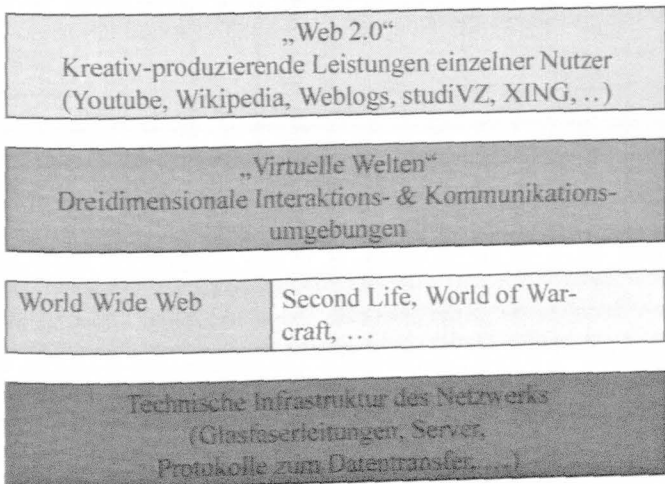 „Web 2.0“
Kreativ-produzierende Leistungen einzelner Nutzer
(Youtube, Wikipedia, Weblogs, studiVZ, XING, ..)
„Virtuelle Welten“
Dreidimensionale Interaktions- & Kommunikations-
umgebungen
World Wide Web
Second Life, World of War-
craft, …
Technische Infrastruktur des Netzwerks
(Glasfaserleitungen, Server,
Protokolle zum Datentransfer, …)